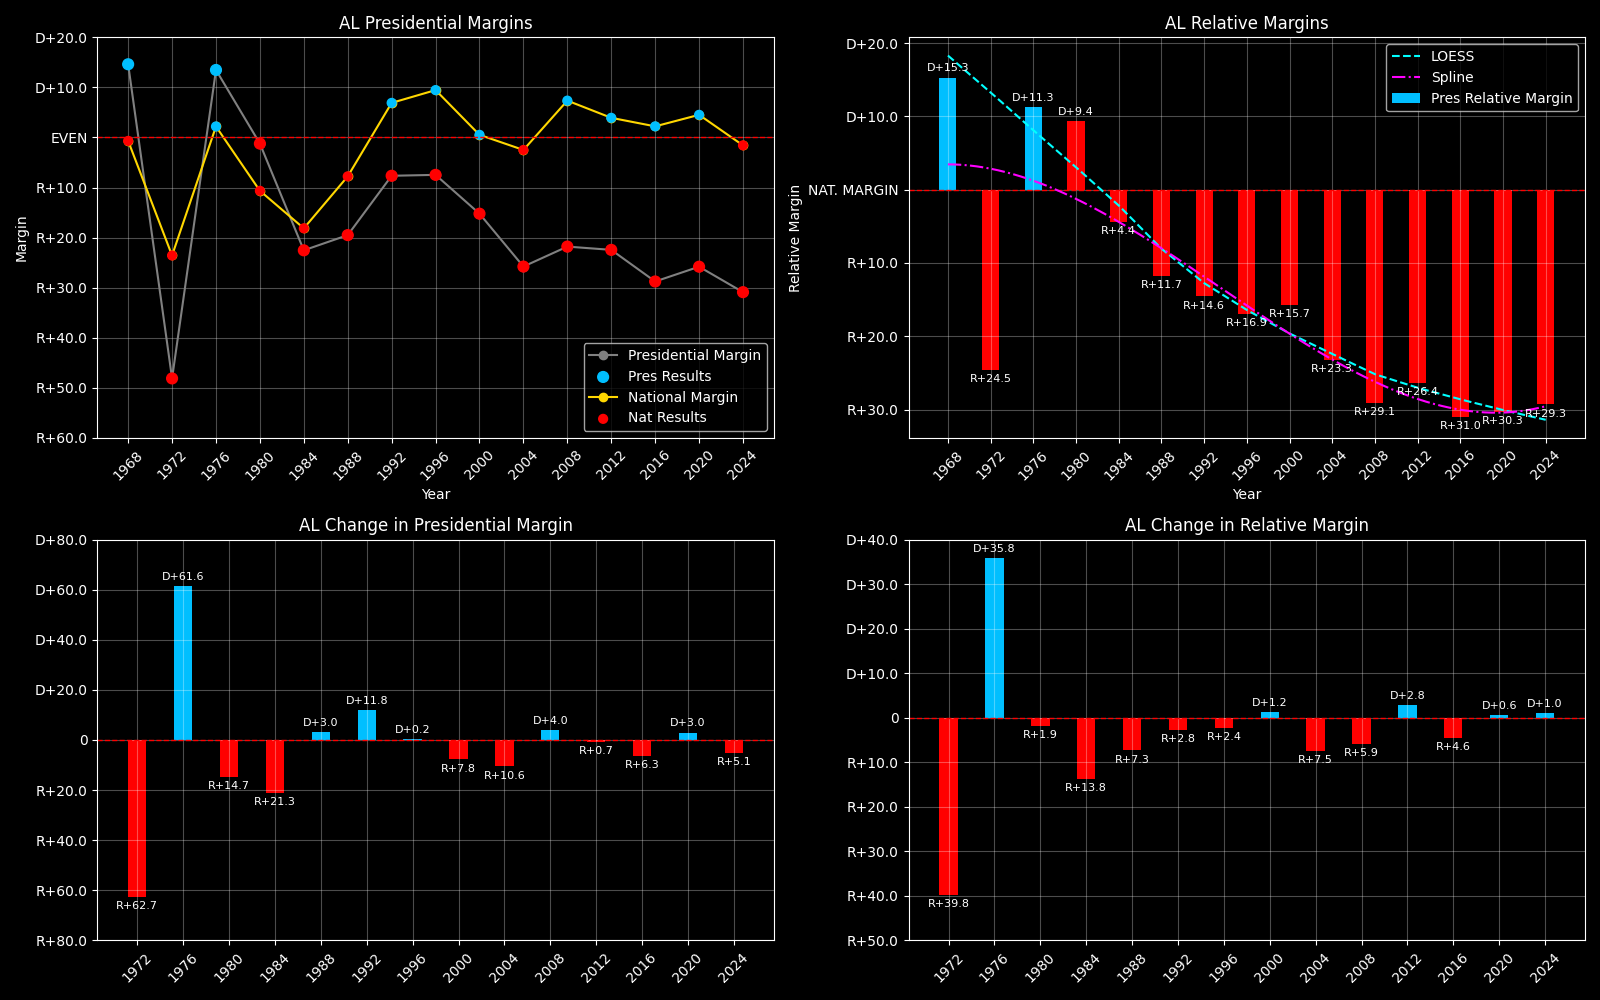 AL Presidential Margins
D+20.0
D+10.0
EVEN
R+10.0
R+20.0
R+30.0
R+40.0
R+50.0
R+60.0
Margin
Presidential Margin
Pres Results
National Margin
Nat Results
1968 1972 1976 1980 1984 1988 1992 1996 2000 2004 2008 2012 2016 2020 2024
Year
AL Relative Margins
D+20.0
D+10.0
NAT. MARGIN
R+10.0
R+20.0
R+30.0
Relative Margin
LOESS
Spline
Pres Relative Margin
D+15.3
R+24.5
D+11.3
D+9.4
R+4.4
R+11.7
R+14.6
R+16.9
R+15.7
R+23.3
R+29.1
R+26.4
R+31.0
R+30.3
R+29.3
1968 1972 1976 1980 1984 1988 1992 1996 2000 2004 2008 2012 2016 2020 2024
Year
AL Change in Presidential Margin
D+80.0
D+60.0
D+40.0
D+20.0
0
R+20.0
R+40.0
R+60.0
R+80.0
R+62.7
D+61.6
R+14.7
R+21.3
D+3.0
D+11.8
D+0.2
R+7.8
R+10.6
D+4.0
R+0.7
R+6.3
D+3.0
R+5.1
1972 1976 1980 1984 1988 1992 1996 2000 2004 2008 2012 2016 2020 2024
AL Change in Relative Margin
D+40.0
D+30.0
D+20.0
D+10.0
0
R+10.0
R+20.0
R+30.0
R+40.0
R+50.0
R+39.8
D+35.8
R+1.9
R+13.8
R+7.3
R+2.8
R+2.4
D+1.2
R+7.5
R+5.9
D+2.8
R+4.6
D+0.6
D+1.0
1972 1976 1980 1984 1988 1992 1996 2000 2004 2008 2012 2016 2020 2024